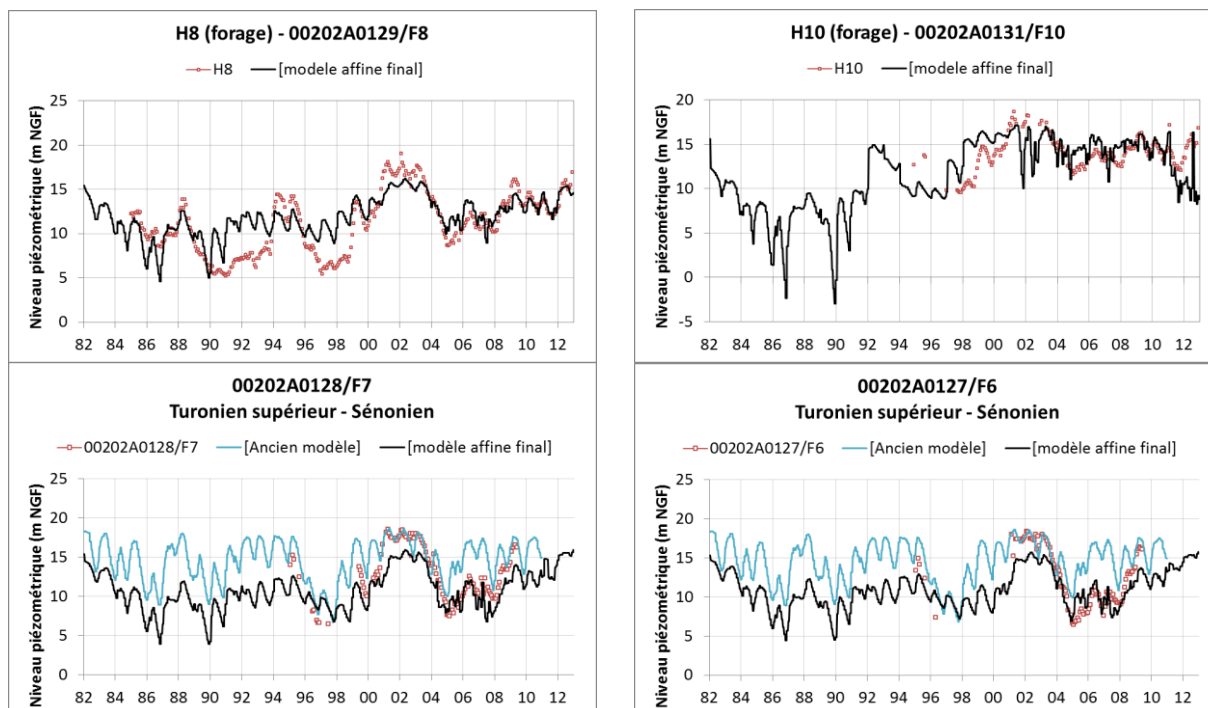 H8 (forage) - 00202A0129/F8
H8 [modele affine final]
Niveau piézométrique (m NGF)
25
20
15
10
5
0
82 84 86 88 90 92 94 96 98 00 02 04 06 08 10 12
H10 (forage) - 00202A0131/F10
H10 [modele affine final]
Niveau piézométrique (m NGF)
20
15
10
5
0
-5
82 84 86 88 90 92 94 96 98 00 02 04 06 08 10 12
00202A0128/F7
Turonien supérieur - Sénonien
00202A0128/F7 [Ancien modèle] [modèle affine final]
Niveau piézométrique (m NGF)
25
20
15
10
5
0
82 84 86 88 90 92 94 96 98 00 02 04 06 08 10 12
00202A0127/F6
Turonien supérieur - Sénonien
00202A0127/F6 [Ancien modèle] [modèle affine final]
Niveau piézométrique (m NGF)
25
20
15
10
5
0
82 84 86 88 90 92 94 96 98 00 02 04 06 08 10 12